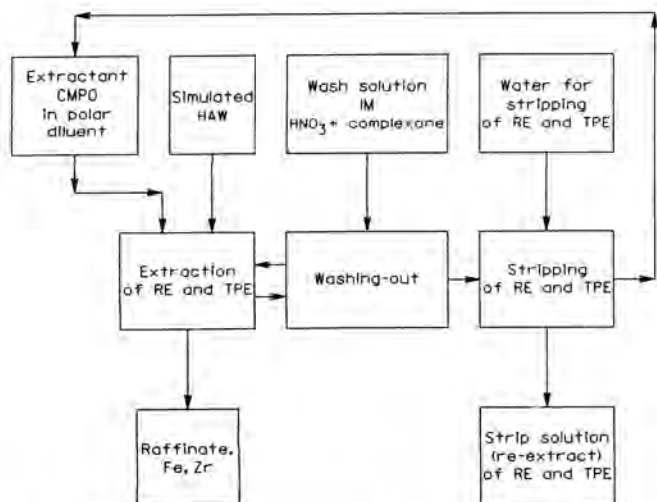 Extractant
CMPO
in polar
diluent
Simulated
HAW
Wash solution
IM
HNO₃ + complexane
Water for
stripping
of RE and TPE
Extraction
of RE and TPE
Washing-out
Stripping
of RE and TPE
Raffinate,
Fe, Zr
Strip solution
(re-extract)
of RE and TPE